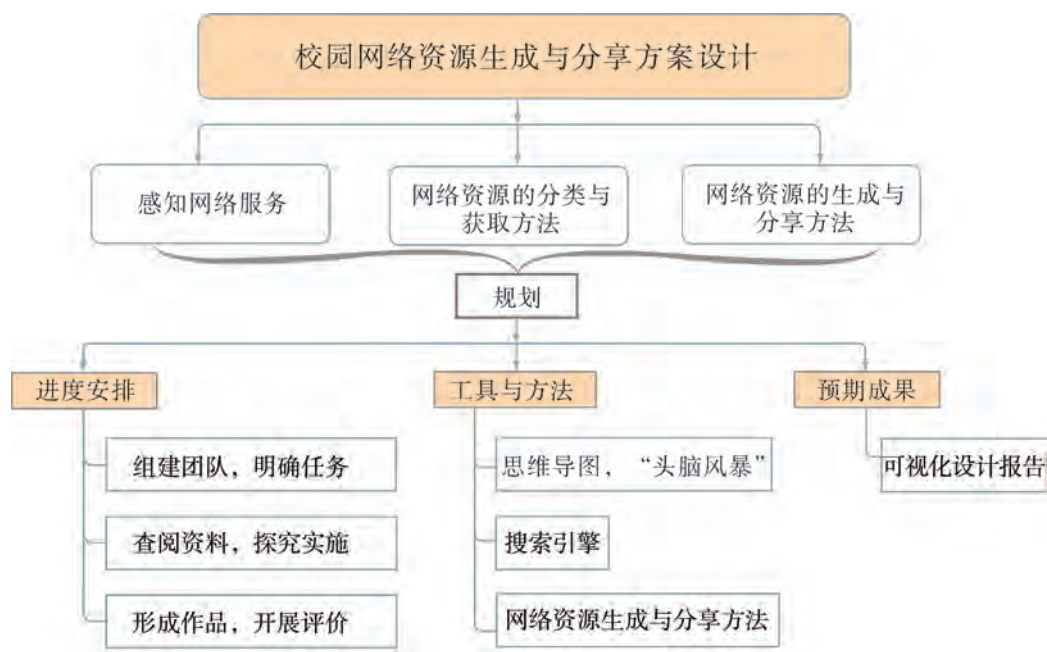 校园网络资源生成与分享方案设计
感知网络服务
网络资源的分类与
获取方法
网络资源的生成与
分享方法
规划
进度安排
工具与方法
预期成果
组建团队，明确任务
查阅资料，探究实施
形成作品，开展评价
思维导图，“头脑风暴”
搜索引擎
网络资源生成与分享方法
可视化设计报告